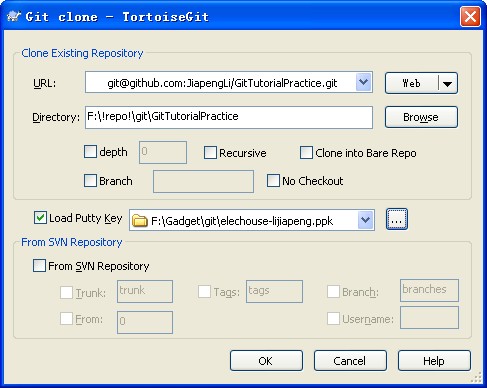 Git clone - TortoiseGit
Clone Existing Repository
URL: git@github.com:JiapengLi/GitTutorialPractice.git Web
Directory: F:\!repo!\git\GitTutorialPractice Browse
depth 0 Recursive Clone into Bare Repo
Branch No Checkout
Load Putty Key F:\Gadget\git\elechouse-lijiapeng.ppk ...
From SVN Repository
From SVN Repository
Trunk: trunk Tags: tags Branch: branches
From: 0 Username:
OK Cancel Help